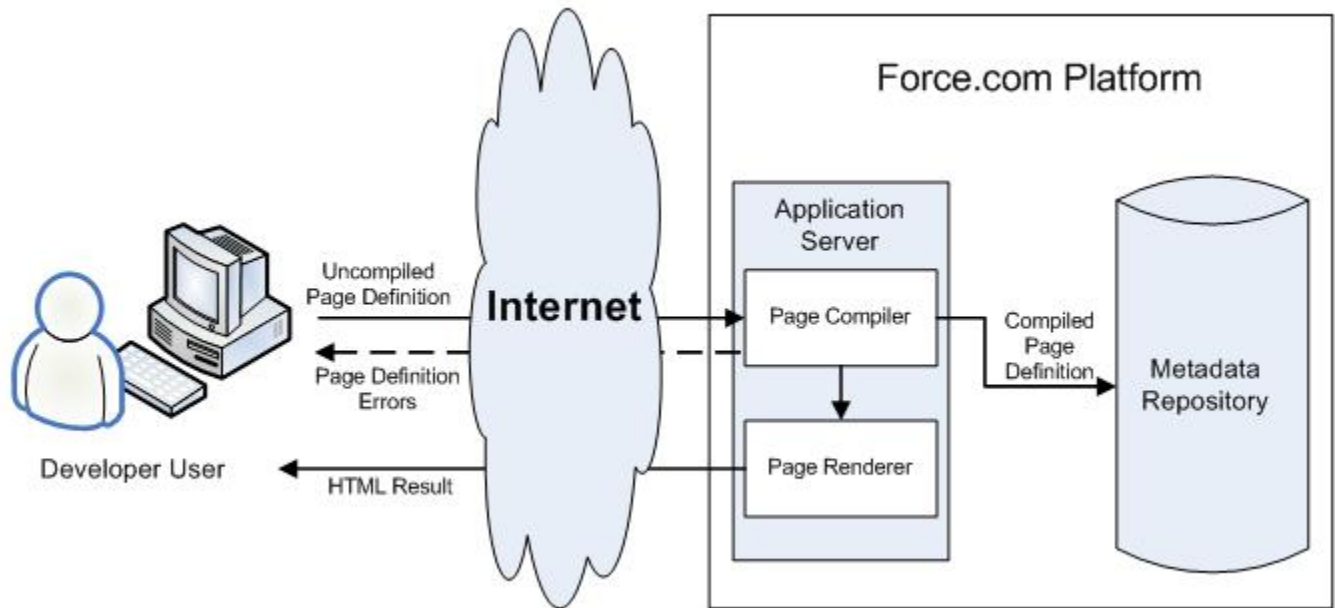 Force.com Platform
Application
Server
Uncompiled
Page Definition
Internet
Page Compiler
Compiled
Page
Definition
Metadata
Repository
Page Definition
Errors
Developer User
HTML Result
Page Renderer